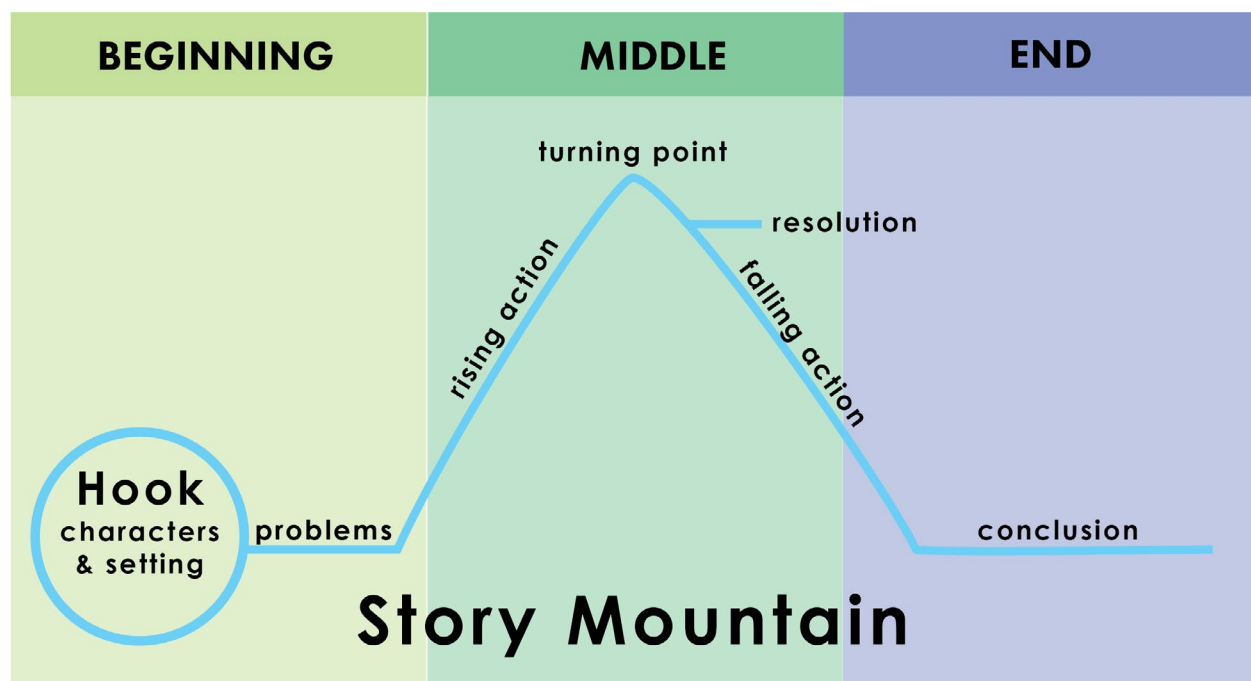 BEGINNING
MIDDLE
END
turning point
resolution
rising action
falling action
Hook
characters
& setting
problems
conclusion
Story Mountain